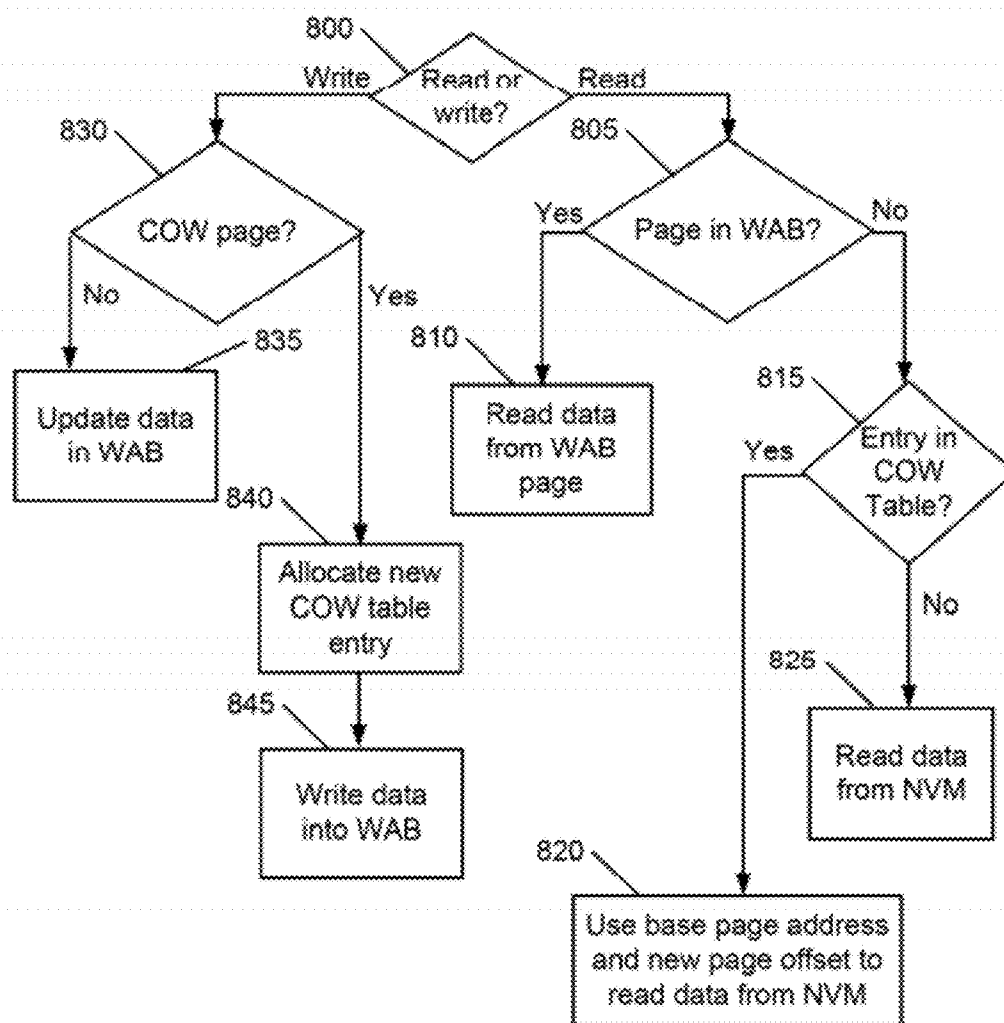 800
Write
Read or
write?
Read
830
805
COW page?
Yes
Page in WAB?
No
No
Yes
835
810
815
Update data
in WAB
Read data
from WAB
page
Yes
Entry in
COW
Table?
840
Allocate new
COW table
entry
No
825
845
Read data
from NVM
Write data
into WAB
820
Use base page address
and new page offset to
read data from NVM